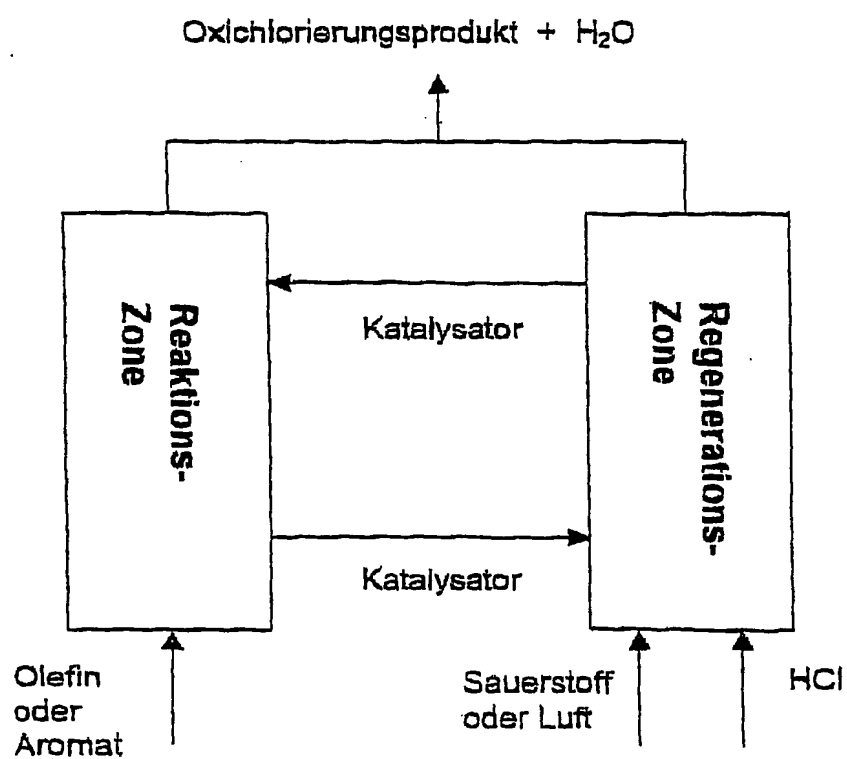 Oxichlorierungsprodukt + H₂O
Reaktions-
Zone
Regenerations-
Zone
Katalysator
Katalysator
Olefin
oder
Aromat
Sauerstoff
oder Luft
HCl